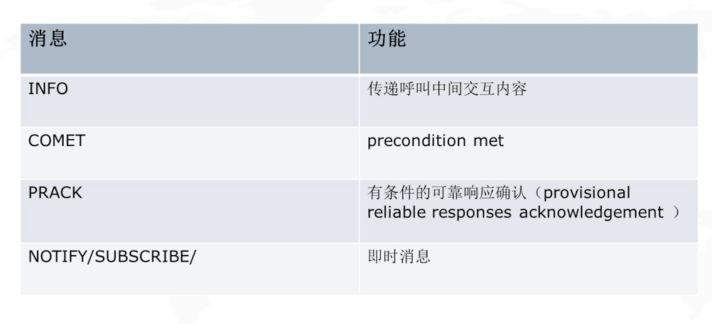 消息 功能
INFO 传递呼叫中间交互内容
COMET precondition met
PRACK 有条件的可靠响应确认（provisional
reliable responses acknowledgement ）
NOTIFY/SUBSCRIBE/ 即时消息